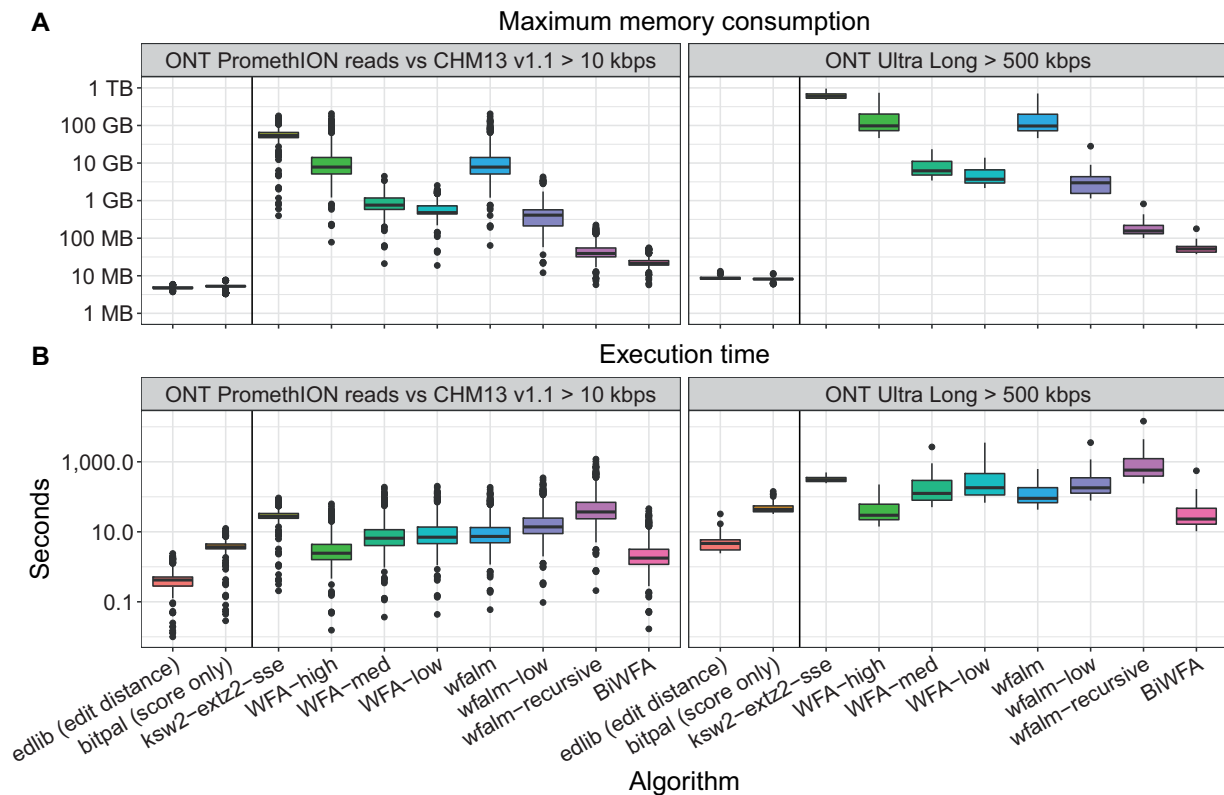 A
Maximum memory consumption
ONT PromethION reads vs CHM13 v1.1 > 10 kbps
ONT Ultra Long > 500 kbps
1 TB
100 GB
10 GB
1 GB
100 MB
10 MB
1 MB
B
Execution time
ONT PromethION reads vs CHM13 v1.1 > 10 kbps
ONT Ultra Long > 500 kbps
Seconds
1,000.0
10.0
0.1
edlib (edit distance)
bitpal (score only)
ksw2−extz2−sse
WFA−high
WFA−med
WFA−low
wfalm
wfalm−low
wfalm−recursive
BiWFA
edlib (edit distance)
bitpal (score only)
ksw2−extz2−sse
WFA−high
WFA−med
WFA−low
wfalm
wfalm−low
wfalm−recursive
BiWFA
Algorithm